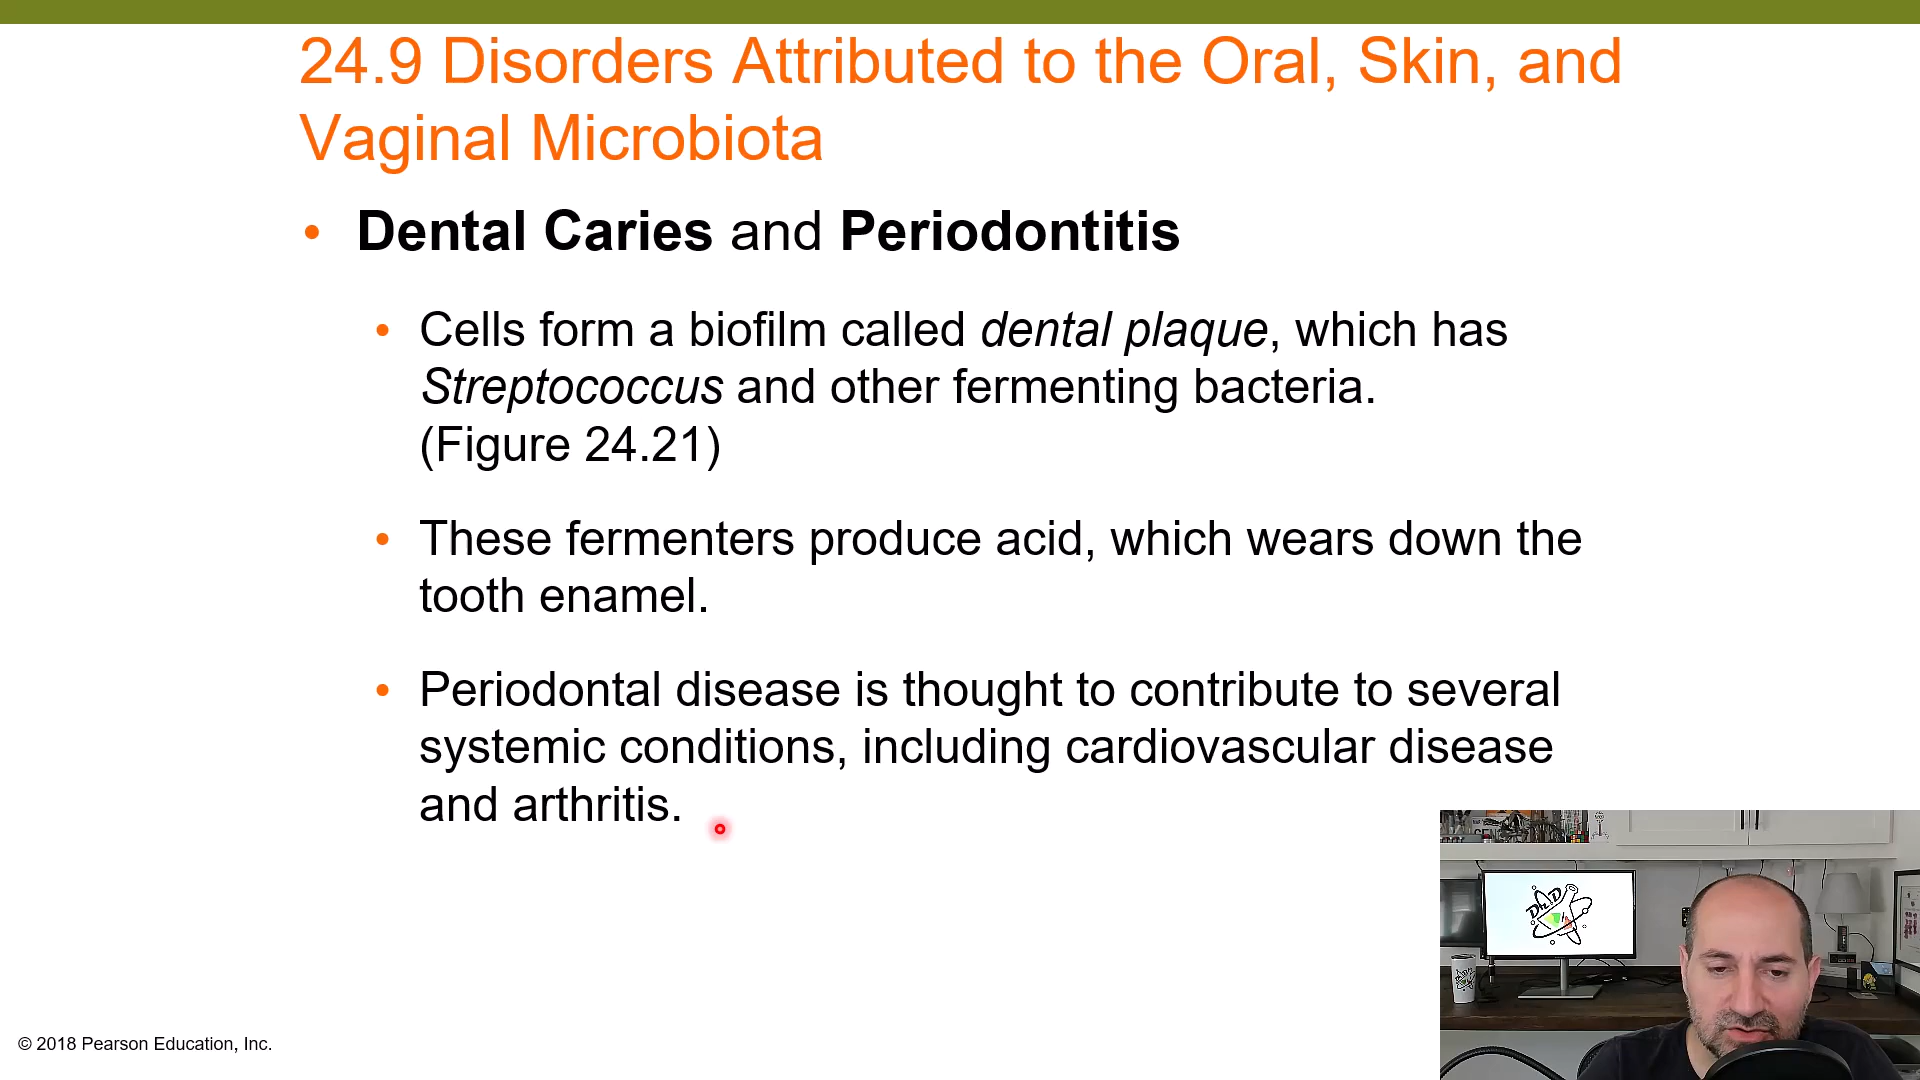 24.9 Disorders Attributed to the Oral, Skin, and
Vaginal Microbiota
• Dental Caries and Periodontitis
• Cells form a biofilm called dental plaque, which has
Streptococcus and other fermenting bacteria.
(Figure 24.21)
• These fermenters produce acid, which wears down the
tooth enamel.
• Periodontal disease is thought to contribute to several
systemic conditions, including cardiovascular disease
and arthritis.
© 2018 Pearson Education, Inc.